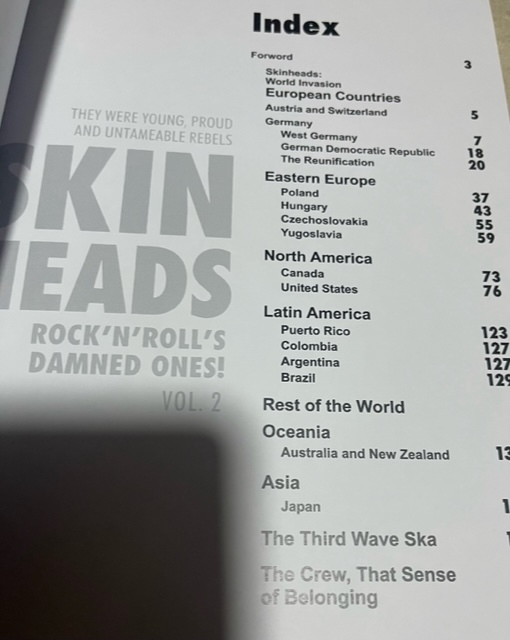 THEY WERE YOUNG, PROUD
AND UNTAMEABLE REBELS
SKIN
HEADS
ROCK'N'ROLL'S
DAMNED ONES!
VOL. 2
Index
Forword 3
Skinheads:
World Invasion
European Countries
Austria and Switzerland 5
Germany
West Germany 7
German Democratic Republic 18
The Reunification 20
Eastern Europe
Poland 37
Hungary 43
Czechoslovakia 55
Yugoslavia 59
North America
Canada 73
United States 76
Latin America
Puerto Rico 123
Colombia 127
Argentina 127
Brazil 129
Rest of the World
Oceania
Australia and New Zealand
Asia
Japan
The Third Wave Ska
The Crew, That Sense
of Belonging